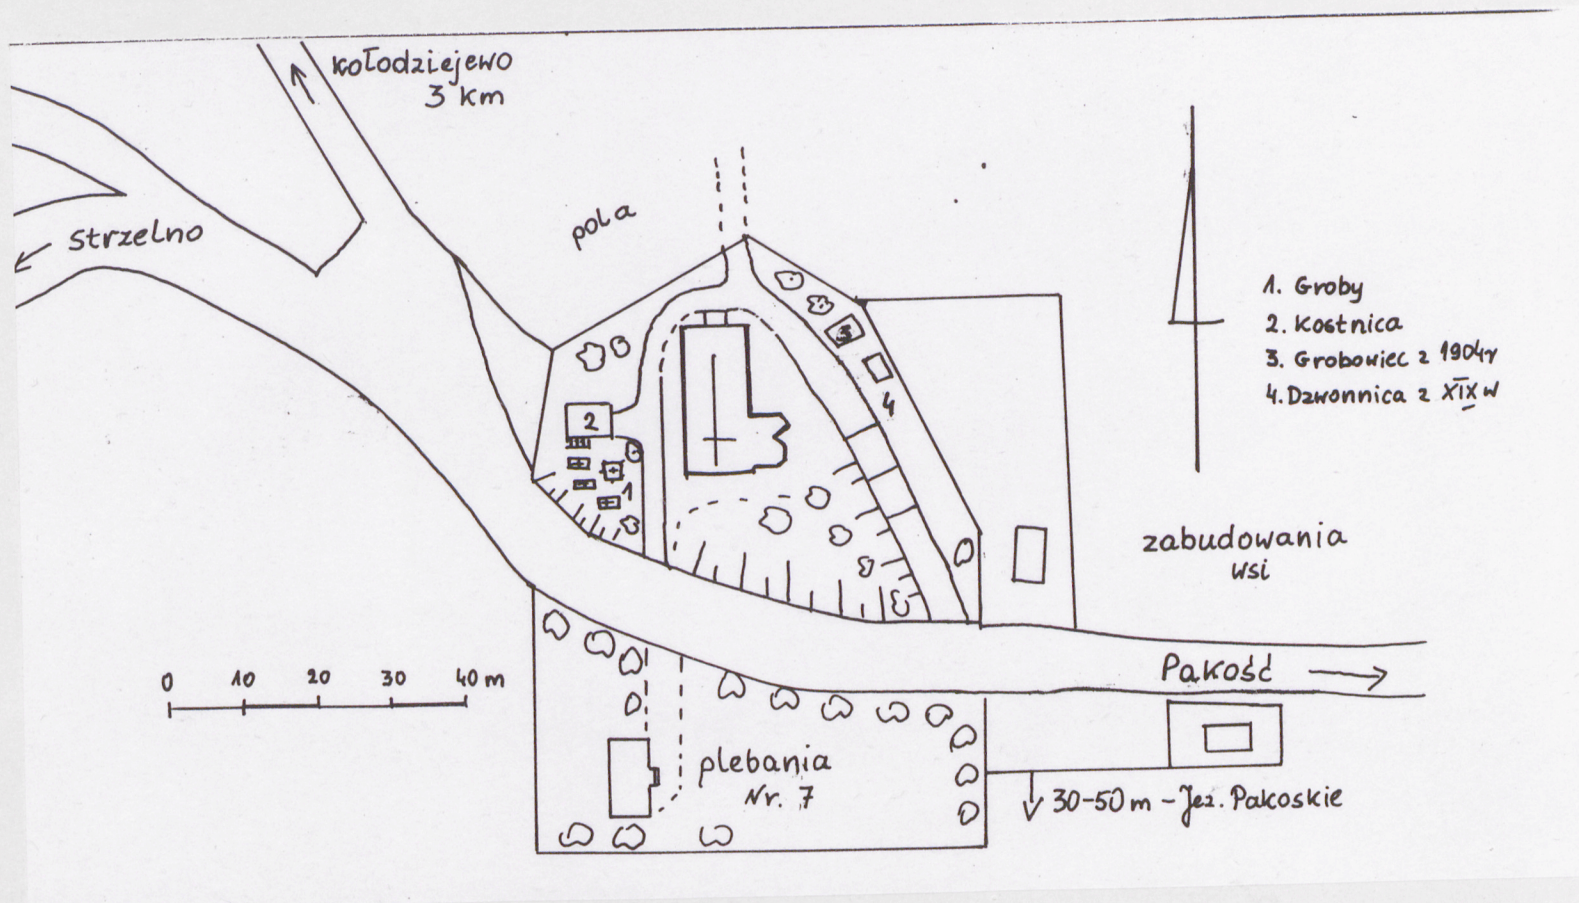 kołodziejewo
3 km
strzelno
pola
1. Groby
2. Kostnica
3. Grobowiec z 1904r
4. Dzwonnica z XIX w
3
2
4
1
zabudowania
wsi
0 10 20 30 40 m
Pakość
plebania
Nr. 7
30-50 m - Jez. Pakoskie